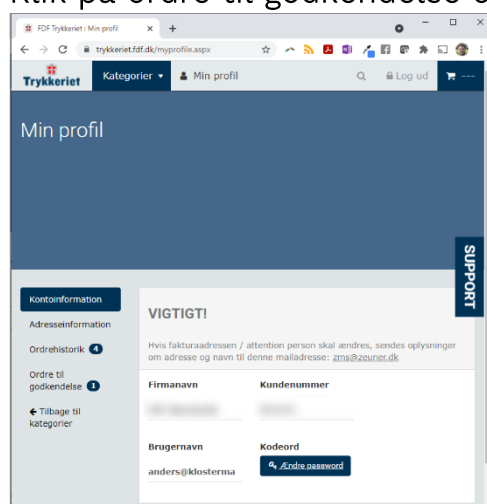 Klik på ordre til godkendelse
FDF Trykkeriet : Min profil
trykkeriet.fdf.dk/myprofile.aspx
Trykkeriet Kategorier Min profil Log ud ---
Min profil
SUPPORT
Kontoinformation
Adresseinformation
Ordrehistorik 4
Ordre til
godkendelse 1
Tilbage til
kategorier
VIGTIGT!
Hvis fakturaadressen /
attention person skal ændres, sendes oplysninger
om adresse og navn til denne mailadresse: zms@zeuner.dk
Firmanavn Kundenummer
Brugernavn Kodeord
anders@klosterma Ændre password